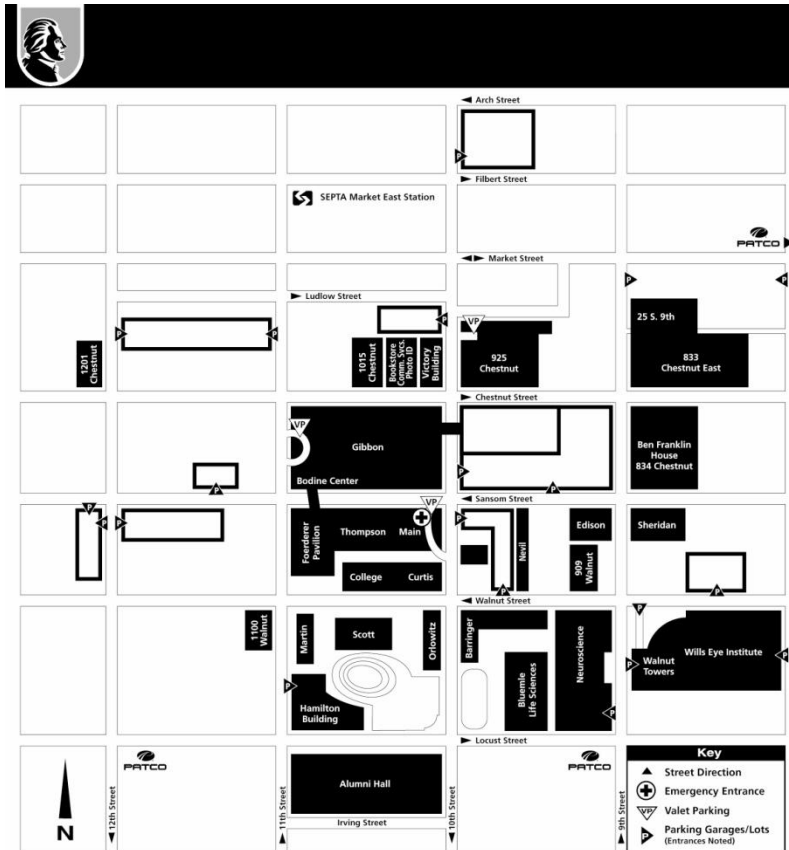 Arch Street
P
Filbert Street
SEPTA Market East Station
PATCO
Market Street
P
P
Ludlow Street
25 S. 9th
P
P
P
VP
1201
Chestnut
1015
Chestnut
Bookstore
Comm. Svcs.
Photo ID
Victory
Building
925
Chestnut
833
Chestnut East
Chestnut Street
VP
Gibbon
Ben Franklin
House
834 Chestnut
P
P
P
Bodine Center
Sansom Street
VP
P
P
P
P
Foerderer
Pavilion
Thompson
Main
Nevil
Edison
Sheridan
909
Walnut
College
Curtis
P
P
Walnut Street
P
1100
Walnut
Martin
Scott
Orlowitz
Barringer
Neuroscience
Wills Eye Institute
Walnut
Towers
P
P
P
Bluemle
Life Sciences
Hamilton
Building
P
Locust Street
PATCO
PATCO
Alumni Hall
Irving Street
N
12th Street
11th Street
10th Street
9th Street
Key
Street Direction
Emergency Entrance
VP
Valet Parking
P
Parking Garages/Lots
(Entrances Noted)